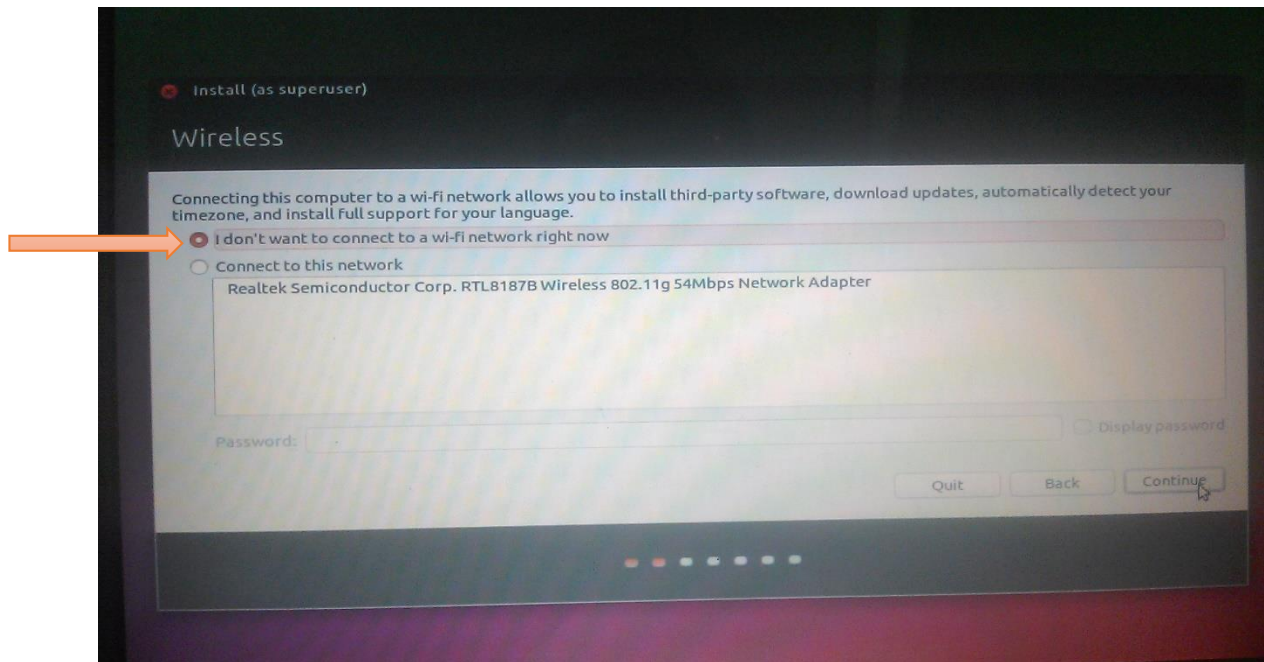 Install (as superuser)
Wireless
Connecting this computer to a wi-fi network allows you to install third-party software, download updates, automatically detect your
timezone, and install full support for your language.
I don't want to connect to a wi-fi network right now
Connect to this network
Realtek Semiconductor Corp. RTL8187B Wireless 802.11g 54Mbps Network Adapter
Password:
Display password
Quit
Back
Continue